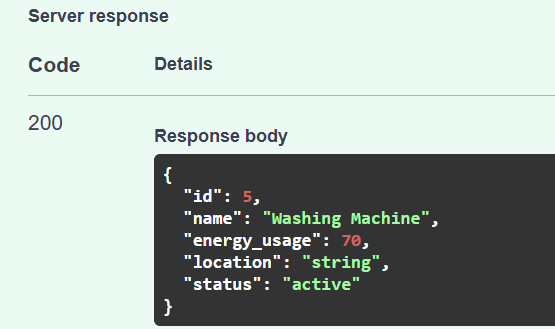 Server response
Code Details
200
Response body
{
"id": 5,
"name": "Washing Machine",
"energy_usage": 70,
"location": "string",
"status": "active"
}